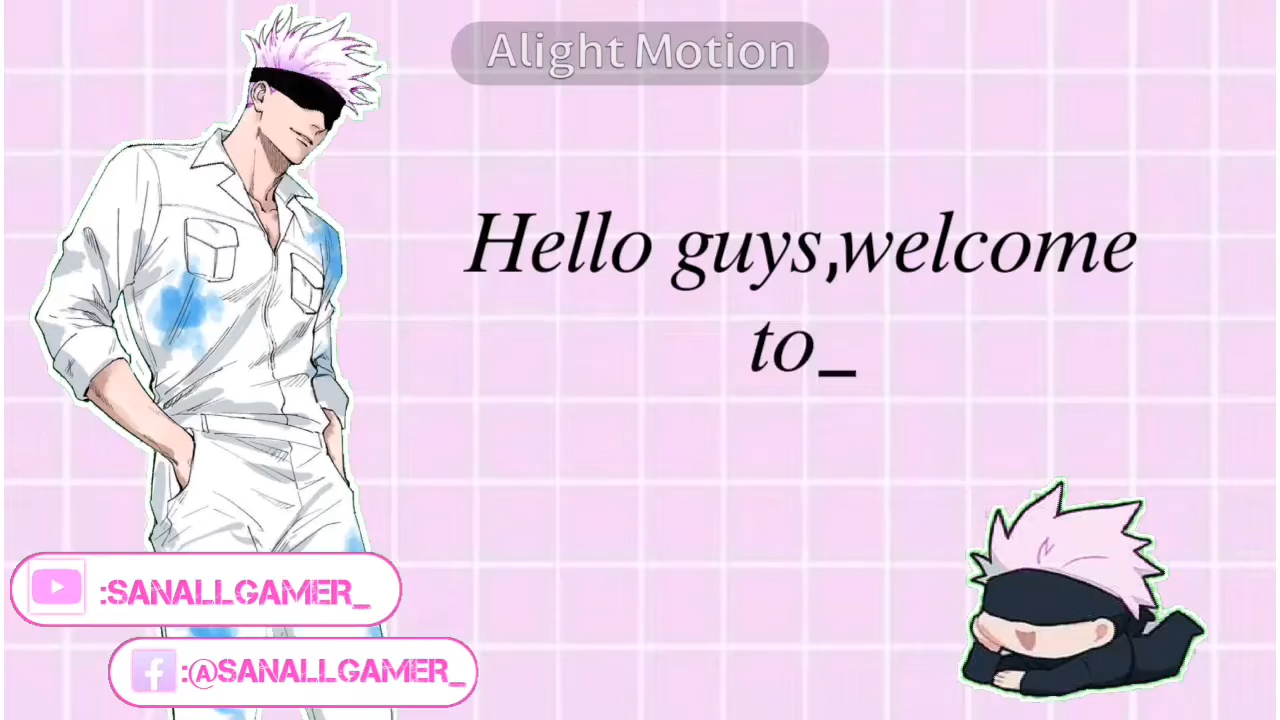 Alight Motion
Hello guys,welcome
to_
:SANALLGAMER_
:@SANALLGAMER_